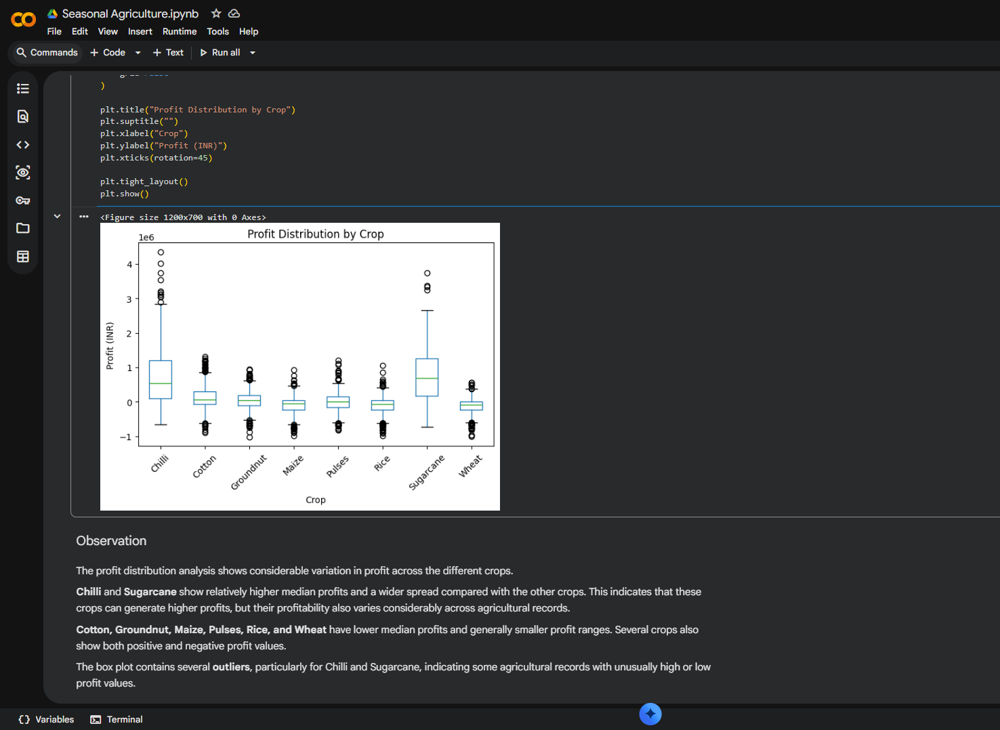 Seasonal Agriculture.ipynb
File Edit View Insert Runtime Tools Help
Commands + Code + Text Run all
)
plt.title("Profit Distribution by Crop")
plt.suptitle("")
plt.xlabel("Crop")
plt.ylabel("Profit (INR)")
plt.xticks(rotation=45)
plt.tight_layout()
plt.show()
<Figure size 1200x700 with 0 Axes>
Profit Distribution by Crop
1e6
4
3
2
1
0
−1
Profit (INR)
Chilli
Cotton
Groundnut
Maize
Pulses
Rice
Sugarcane
Wheat
Crop
Observation
The profit distribution analysis shows considerable variation in profit across the different crops.
Chilli and Sugarcane show relatively higher median profits and a wider spread compared with the other crops. This indicates that these
crops can generate higher profits, but their profitability also varies considerably across agricultural records.
Cotton, Groundnut, Maize, Pulses, Rice, and Wheat have lower median profits and generally smaller profit ranges. Several crops also
show both positive and negative profit values.
The box plot contains several outliers, particularly for Chilli and Sugarcane, indicating some agricultural records with unusually high or low
profit values.
Variables Terminal